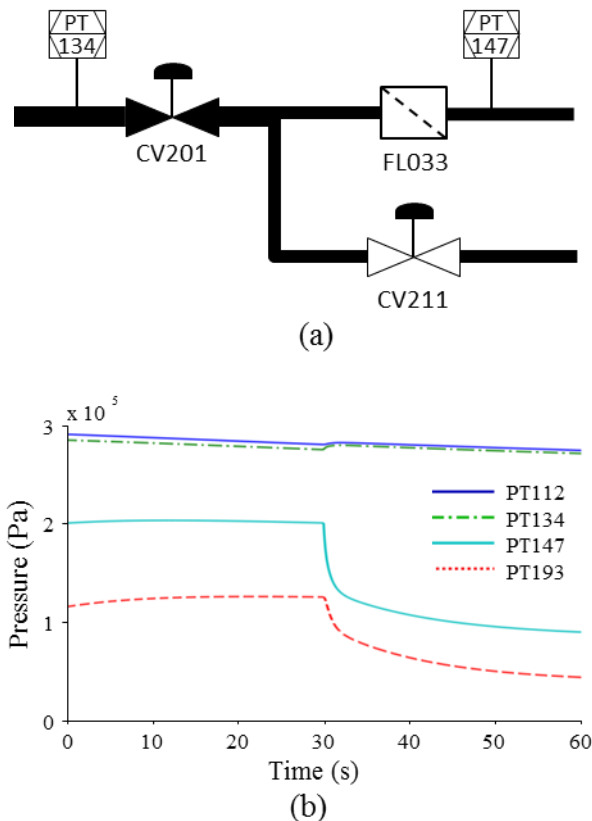 PT
134
PT
147
CV201
FL033
CV211
(a)
x 10 5
3
2
1
0
Pressure (Pa)
PT112
PT134
PT147
PT193
0 10 20 30 40 50 60
Time (s)
(b)